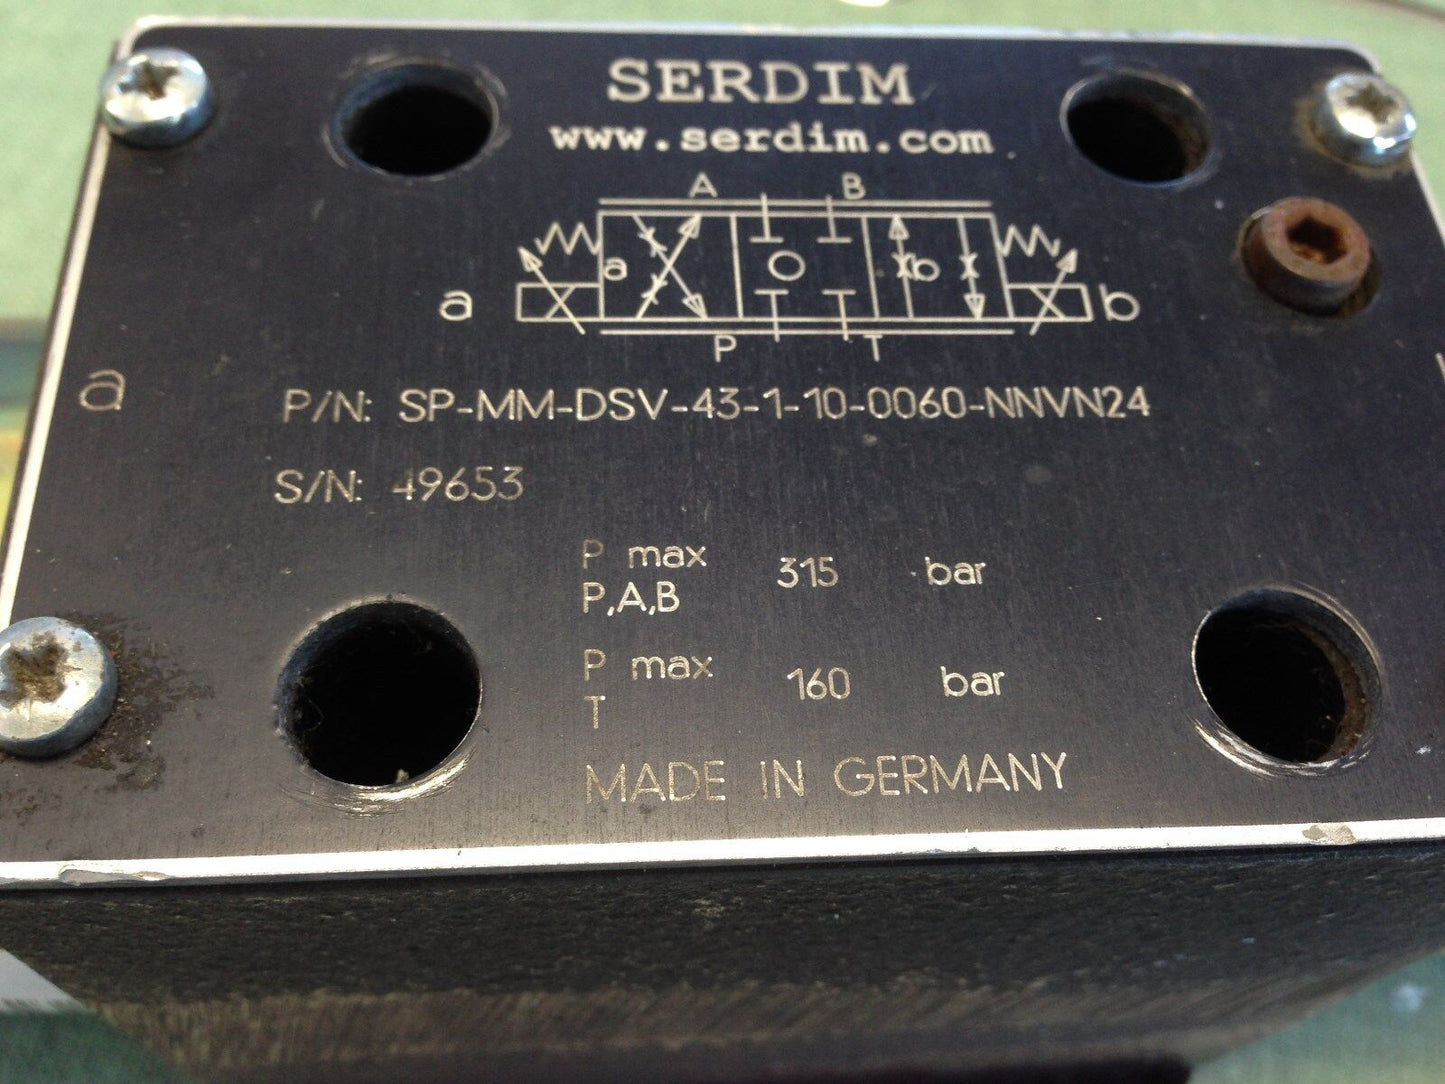 SERDIM
www.serdim.com
A B
a a O b b
P T
a
P/N: SP-MM-DSV-43-1-10-0060-NNVN24
S/N: 49653
P max 315 bar
P,A,B
P max 160 bar
T
MADE IN GERMANY